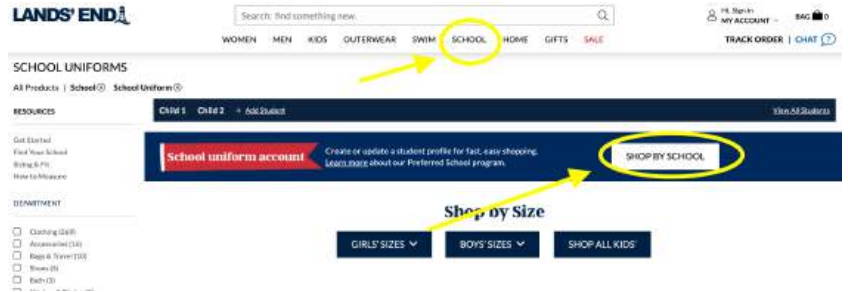 LANDS' END
Search: find something new.
Hi, Sign In
MY ACCOUNT
BAG 0
WOMEN MEN KIDS OUTERWEAR SWIM SCHOOL HOME GIFTS SALE
TRACK ORDER | CHAT
SCHOOL UNIFORMS
All Products | School School Uniform
RESOURCES
Child 1 Child 2 + Add Student View All Students
Get Started
Find Your School
Sizing & Fit
How to Measure
School uniform account
Create or update a student profile for fast, easy shopping.
Learn more about our Preferred School program.
SHOP BY SCHOOL
DEPARTMENT
Shop by Size
Clothing (269)
Accessories (16)
Bags & Travel (10)
Shoes (8)
GIRLS' SIZES BOYS' SIZES SHOP ALL KIDS'